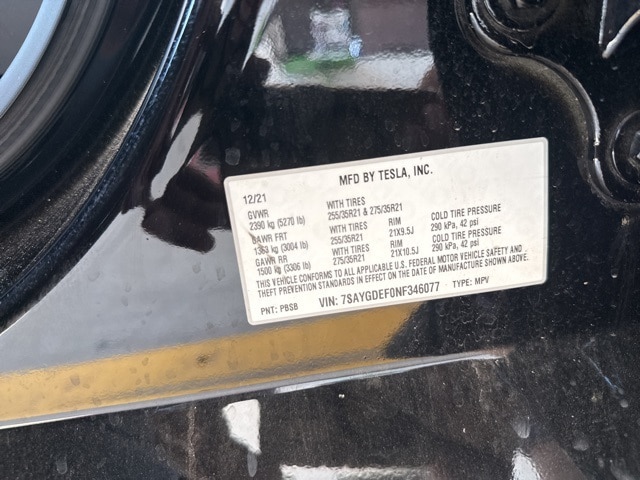 MFD BY TESLA, INC.
12/21
GVWR WITH TIRES
2390 kg (5270 lb) 255/35R21 & 275/35R21
GAWR FRT WITH TIRES RIM COLD TIRE PRESSURE
1363 kg (3004 lb) 255/35R21 21X9.5J 290 kPa, 42 psi
GAWR RR WITH TIRES RIM COLD TIRE PRESSURE
1500 kg (3306 lb) 275/35R21 21X10.5J 290 kPa, 42 psi
THIS VEHICLE CONFORMS TO ALL APPLICABLE U.S. FEDERAL MOTOR VEHICLE SAFETY AND
THEFT PREVENTION STANDARDS IN EFFECT ON THE DATE OF MANUFACTURE SHOWN ABOVE.
PNT: PBSB VIN: 7SAYGDEF0NF346077 TYPE: MPV